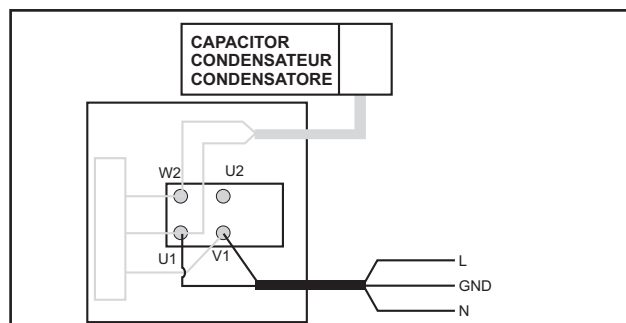 CAPACITOR
CONDENSATEUR
CONDENSATORE
W2 U2
U1 V1
L
GND
N